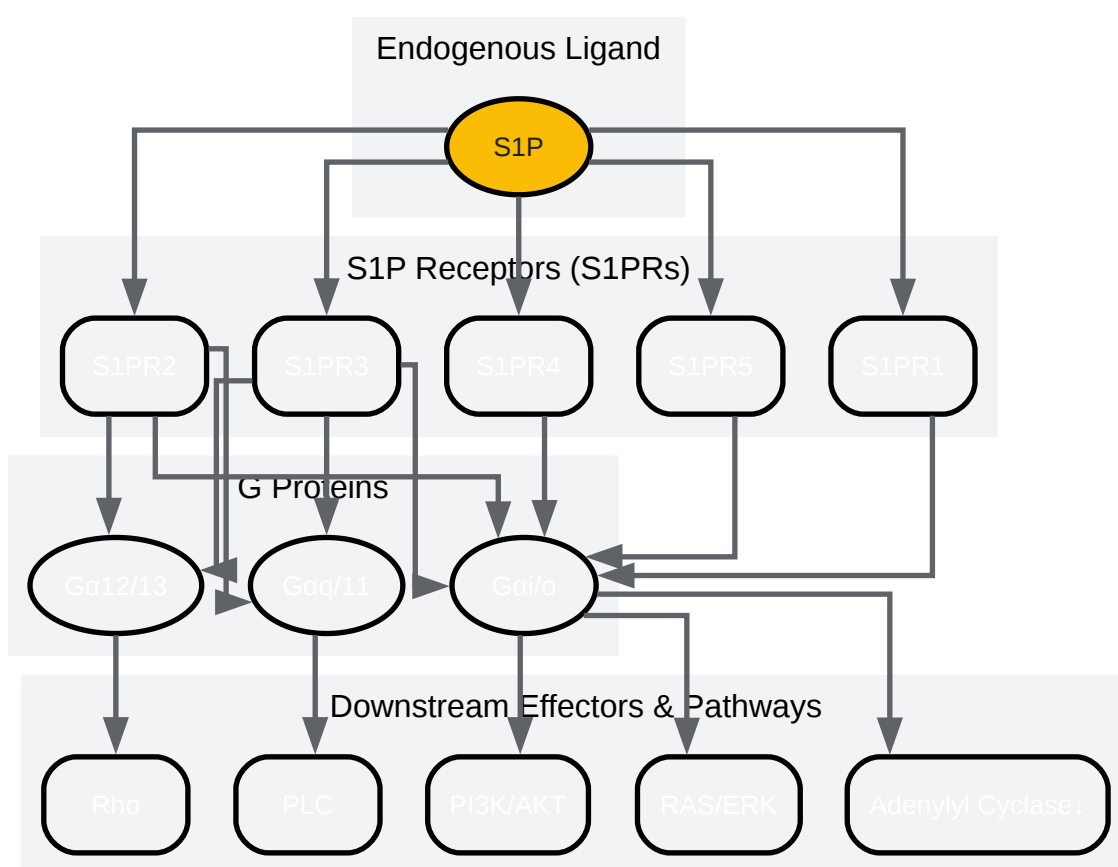 Endogenous Ligand
S1P
S1P Receptors (S1PRs)
S1PR2
S1PR3
S1PR4
S1PR5
S1PR1
G Proteins
Gα12/13
Gαq/11
Gαi/o
Downstream Effectors & Pathways
Rho
PLC
PI3K/AKT
RAS/ERK
Adenylyl Cyclase↓